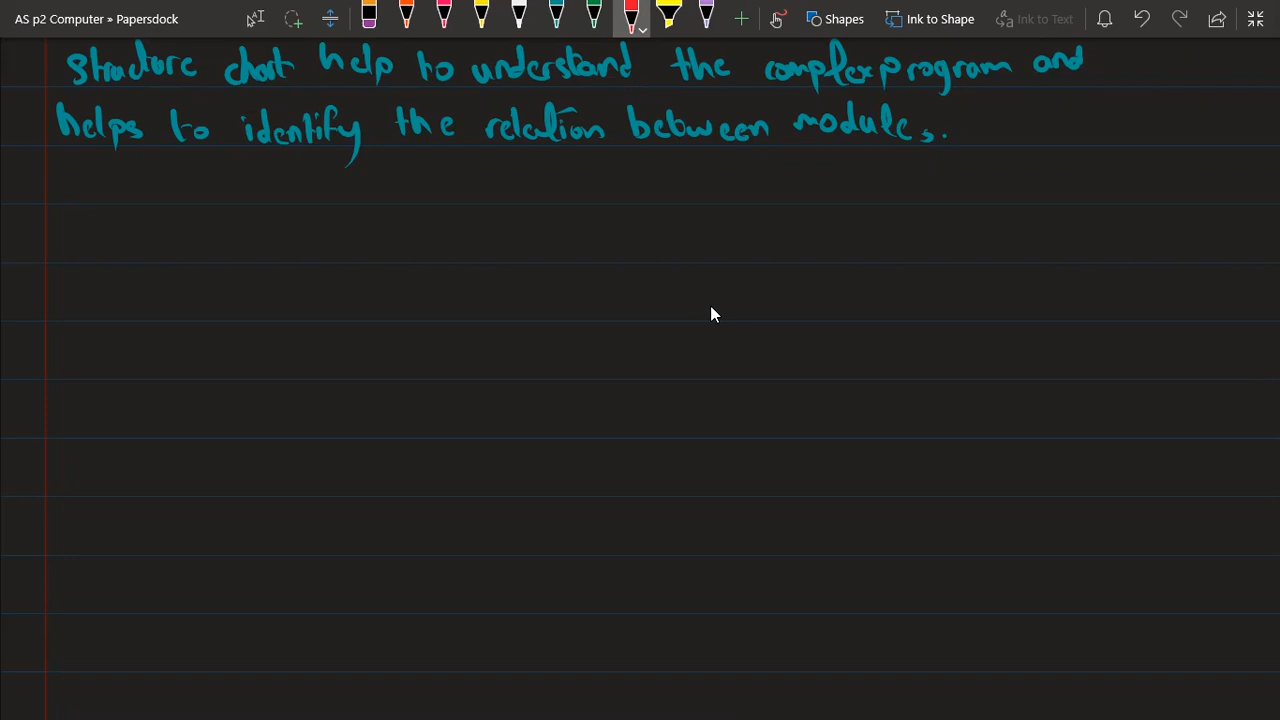 AS p2 Computer » Papersdock
Shapes
Ink to Shape
Ink to Text
Structure chart help to understand the complex program and
helps to identify the relation between modules.